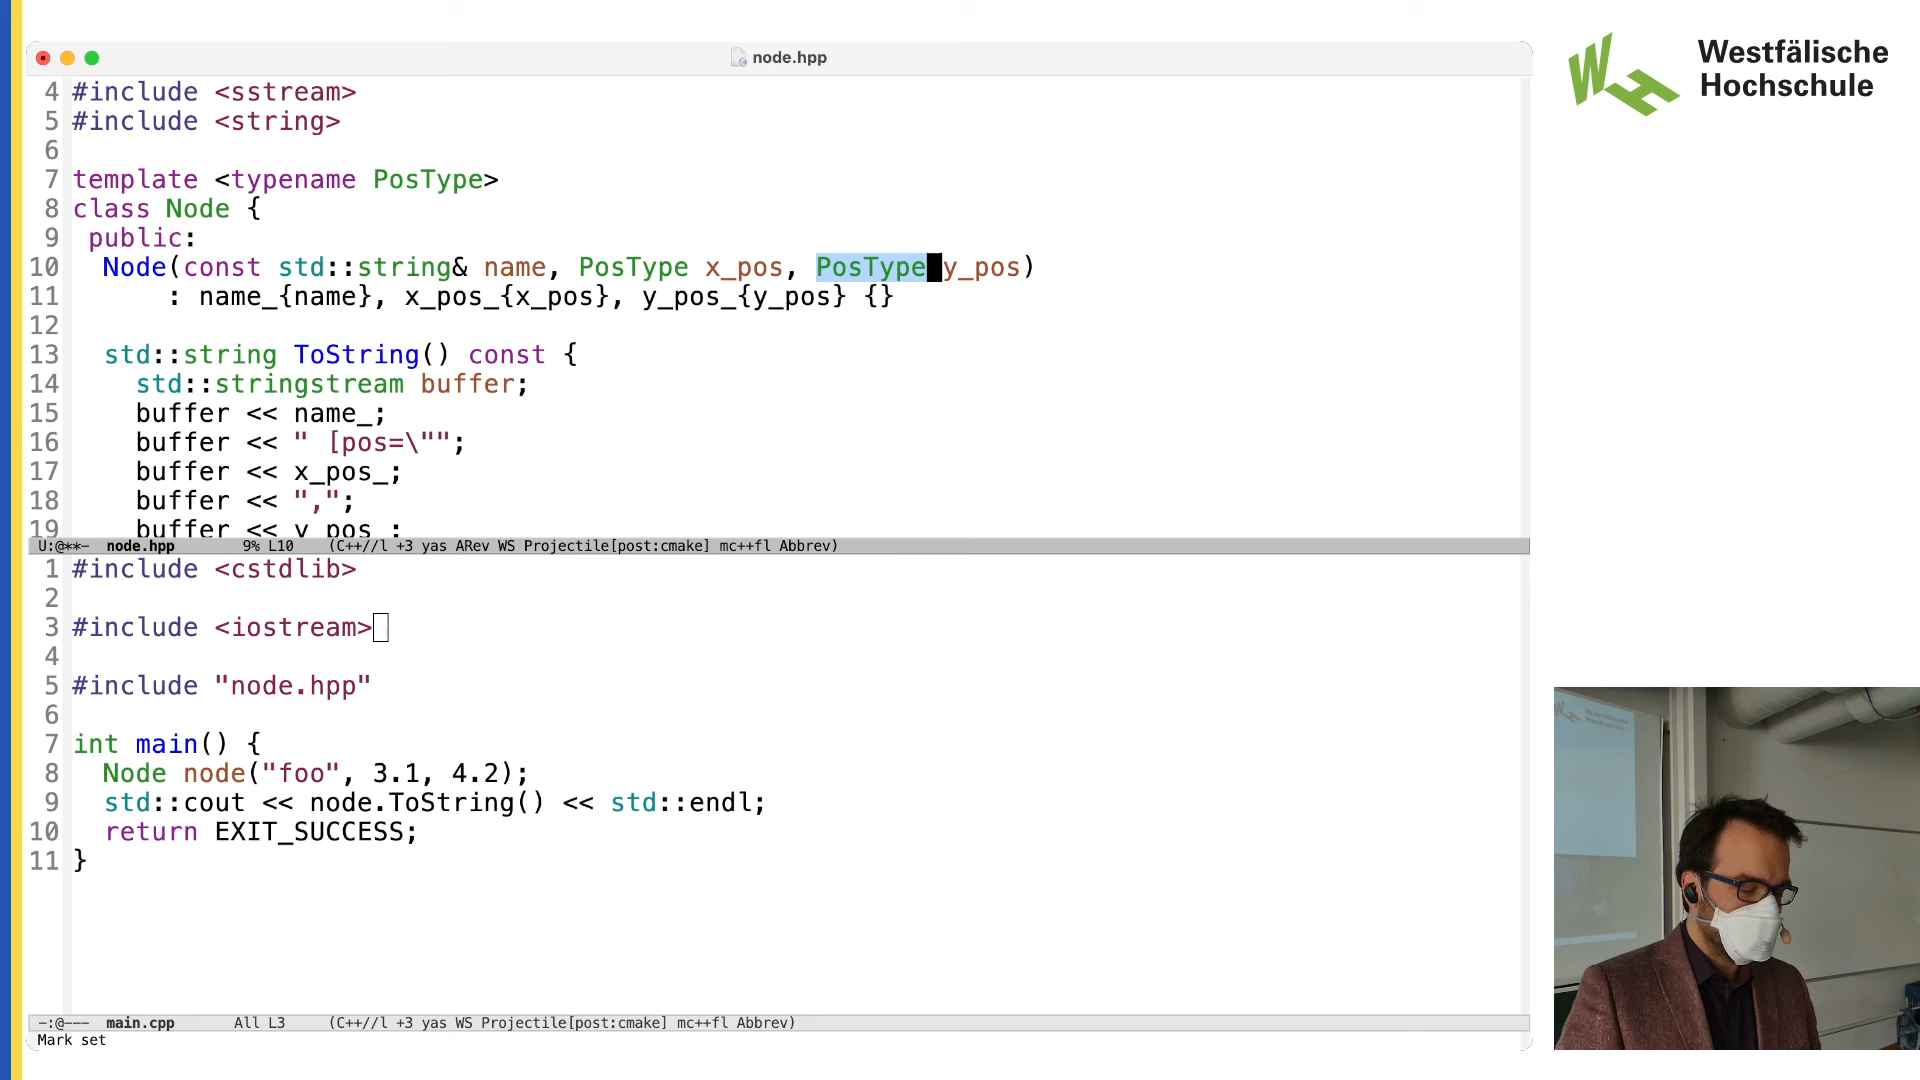 node.hpp
Westfälische
Hochschule
4 #include <sstream>
5 #include <string>
6
7 template <typename PosType>
8 class Node {
9 public:
10 Node(const std::string& name, PosType x_pos, PosType y_pos)
11 : name_{name}, x_pos_{x_pos}, y_pos_{y_pos} {}
12
13 std::string ToString() const {
14 std::stringstream buffer;
15 buffer << name_;
16 buffer << " [pos=\"";
17 buffer << x_pos_;
18 buffer << ",";
19 buffer << y_pos_;
U:@**- node.hpp 9% L10 (C++//l +3 yas ARev WS Projectile[post:cmake] mc++fl Abbrev)
1 #include <cstdlib>
2
3 #include <iostream>
4
5 #include "node.hpp"
6
7 int main() {
8 Node node("foo", 3.1, 4.2);
9 std::cout << node.ToString() << std::endl;
10 return EXIT_SUCCESS;
11 }
-:@--- main.cpp All L3 (C++//l +3 yas WS Projectile[post:cmake] mc++fl Abbrev)
Mark set
Westfälische
Hochschule